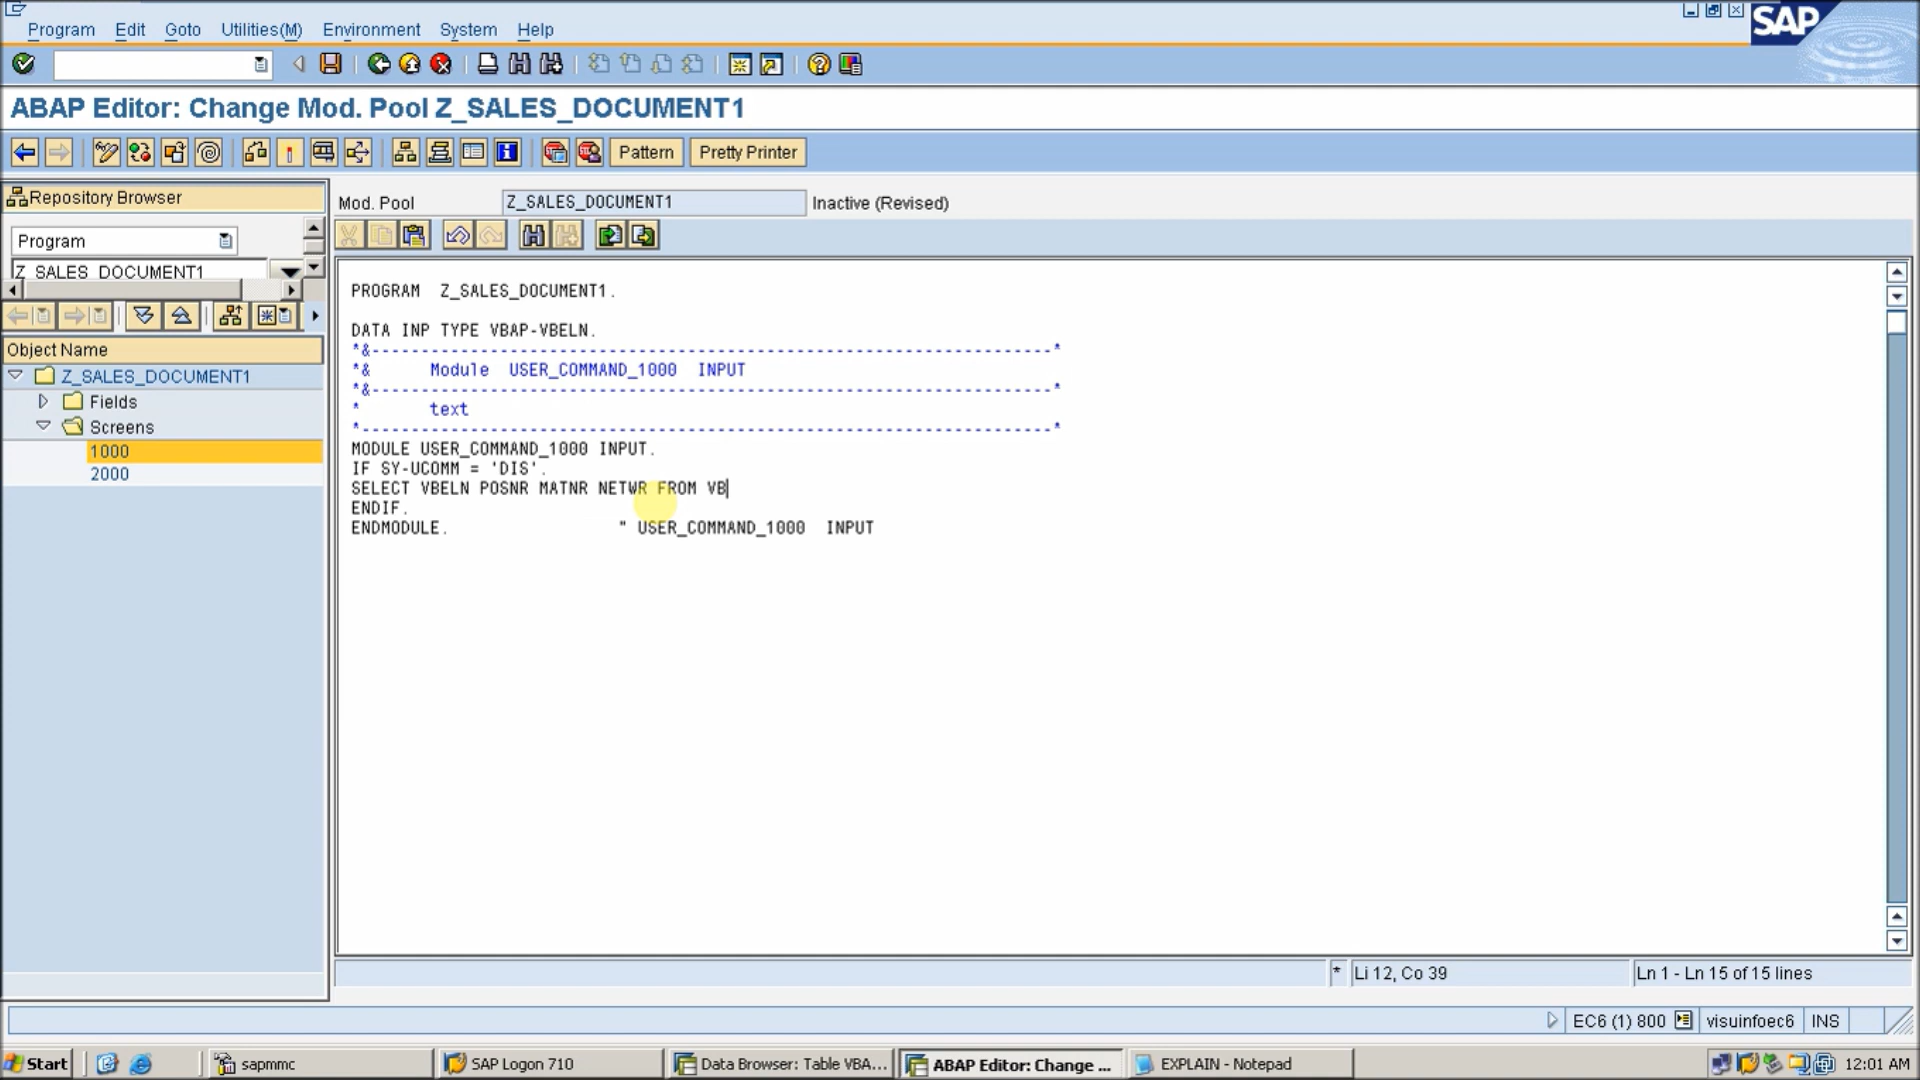 Program Edit Goto Utilities(M) Environment System Help
SAP
ABAP Editor: Change Mod. Pool Z_SALES_DOCUMENT1
Pattern Pretty Printer
Repository Browser
Mod. Pool Z_SALES_DOCUMENT1 Inactive (Revised)
Program
Z_SALES_DOCUMENT1
Object Name
Z_SALES_DOCUMENT1
Fields
Screens
1000
2000
PROGRAM Z_SALES_DOCUMENT1.
DATA INP TYPE VBAP-VBELN.
*&---------------------------------------------------------------------*
*& Module USER_COMMAND_1000 INPUT
*&---------------------------------------------------------------------*
* text
*----------------------------------------------------------------------*
MODULE USER_COMMAND_1000 INPUT.
IF SY-UCOMM = 'DIS'.
SELECT VBELN POSNR MATNR NETWR FROM VB
ENDIF.
ENDMODULE. " USER_COMMAND_1000 INPUT
* Li 12, Co 39 Ln 1 - Ln 15 of 15 lines
EC6 (1) 800 visuinfoec6 INS
Start sapmmc SAP Logon 710 Data Browser: Table VBA... ABAP Editor: Change ... EXPLAIN - Notepad 12:01 AM